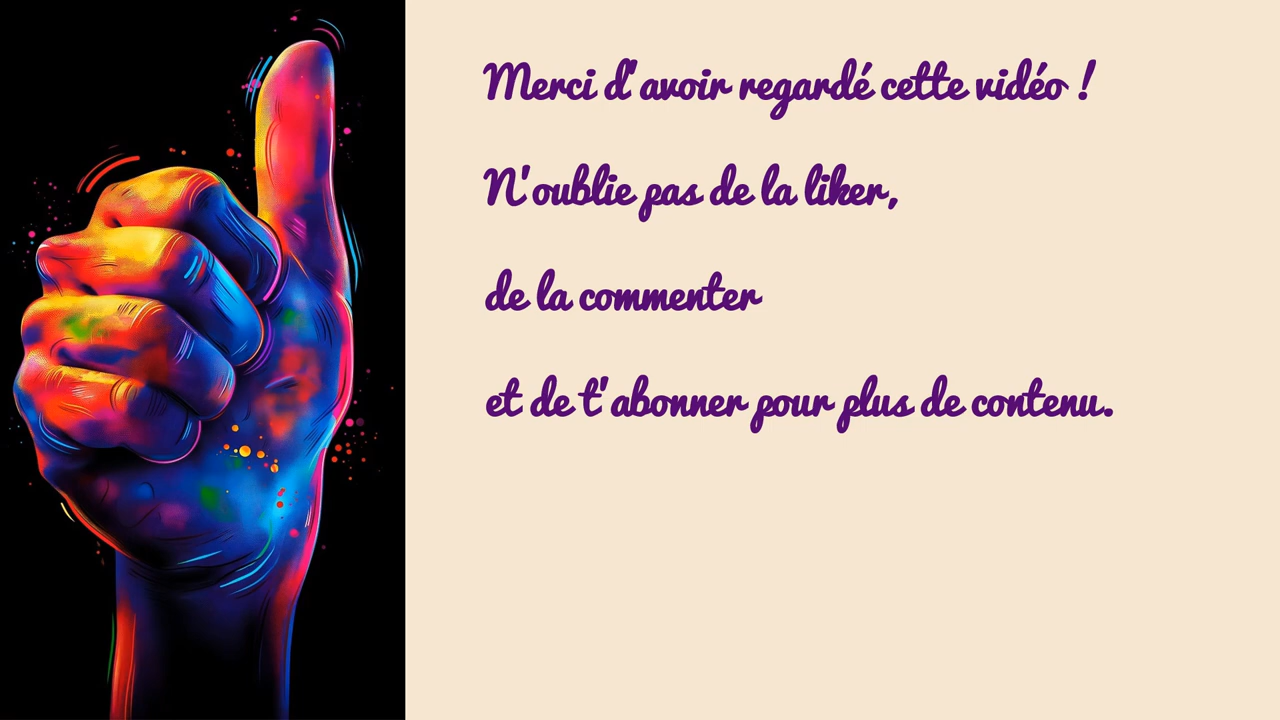 Merci d'avoir regardé cette vidéo !
N'oublie pas de la liker,
de la commenter
et de t'abonner pour plus de contenu.